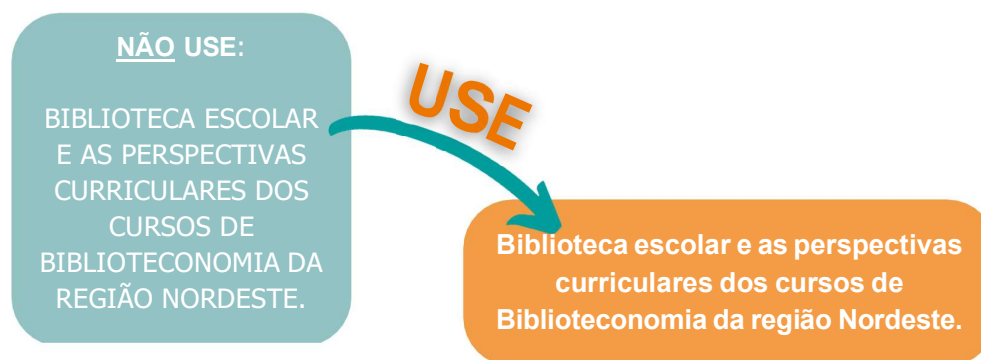 NÃO USE:
BIBLIOTECA ESCOLAR
E AS PERSPECTIVAS
CURRICULARES DOS
CURSOS DE
BIBLIOTECONOMIA DA
REGIÃO NORDESTE.
USE
Biblioteca escolar e as perspectivas
curriculares dos cursos de
Biblioteconomia da região Nordeste.